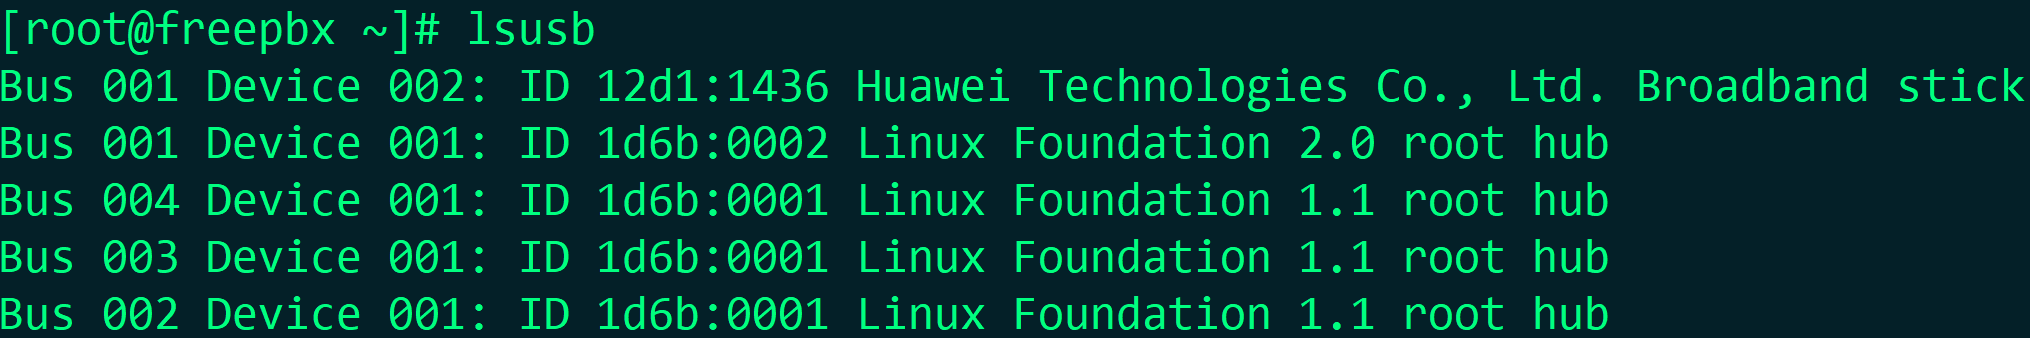 [root@freepbx ~]# lsusb
Bus 001 Device 002: ID 12d1:1436 Huawei Technologies Co., Ltd. Broadband stick
Bus 001 Device 001: ID 1d6b:0002 Linux Foundation 2.0 root hub
Bus 004 Device 001: ID 1d6b:0001 Linux Foundation 1.1 root hub
Bus 003 Device 001: ID 1d6b:0001 Linux Foundation 1.1 root hub
Bus 002 Device 001: ID 1d6b:0001 Linux Foundation 1.1 root hub